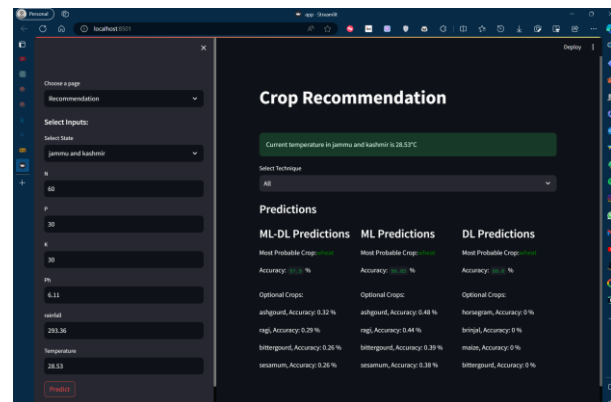 Personal
app · Streamlit
localhost:8501
Deploy
Choose a page
Recommendation
Select Inputs:
Select State
jammu and kashmir
N
60
P
30
K
30
Ph
6.11
rainfall
293.36
Temperature
28.53
Predict
Crop Recommendation
Current temperature in jammu and kashmir is 28.53°C
Select Technique
All
Predictions
ML-DL Predictions
Most Probable Crop:wheat
Accuracy: %
Optional Crops:
ashgourd, Accuracy: 0.32 %
ragi, Accuracy: 0.29 %
bittergourd, Accuracy: 0.26 %
sesamum, Accuracy: 0.26 %
ML Predictions
Most Probable Crop:wheat
Accuracy: %
Optional Crops:
ashgourd, Accuracy: 0.48 %
ragi, Accuracy: 0.44 %
bittergourd, Accuracy: 0.39 %
sesamum, Accuracy: 0.38 %
DL Predictions
Most Probable Crop:wheat
Accuracy: %
Optional Crops:
horsegram, Accuracy: 0 %
brinjal, Accuracy: 0 %
maize, Accuracy: 0 %
bittergourd, Accuracy: 0 %